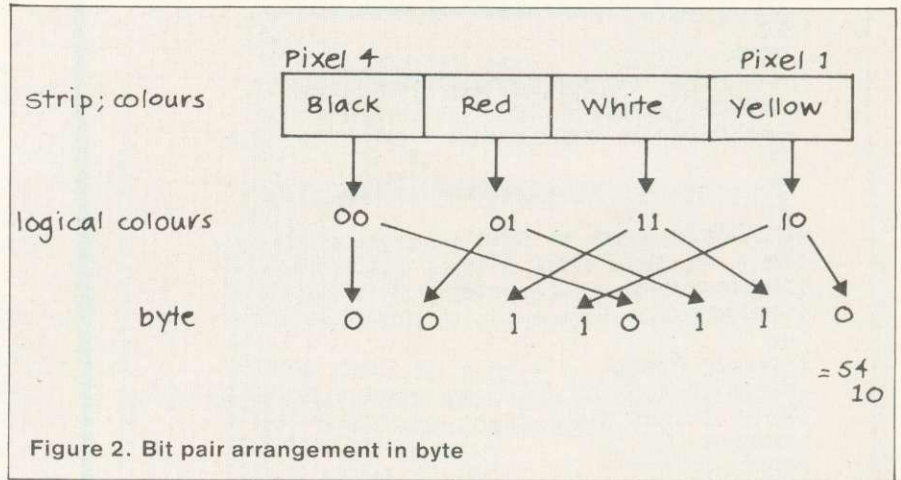 Pixel 4 Pixel 1
strip; colours Black Red White Yellow
logical colours 00 01 11 10
byte 0 0 1 1 0 1 1 0
= 54
10
Figure 2. Bit pair arrangement in byte